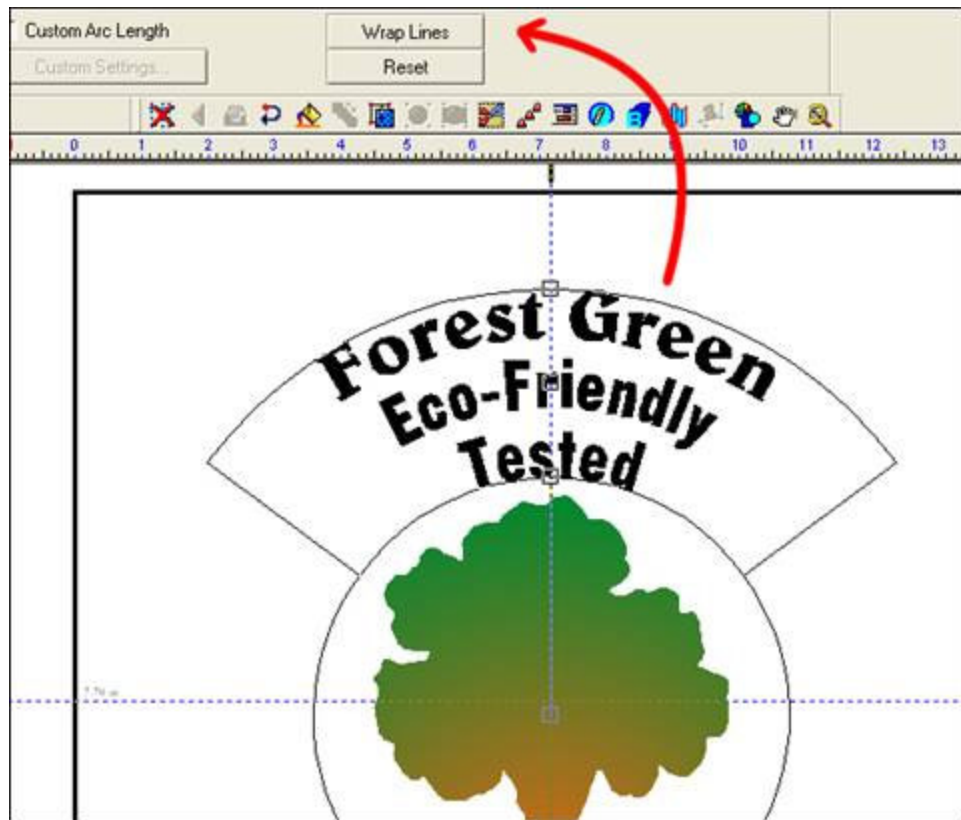 Custom Arc Length
Wrap Lines
Custom Settings...
Reset
0 1 2 3 4 5 6 7 8 10 11 12 13
Forest Green
Eco-Friendly
Tested